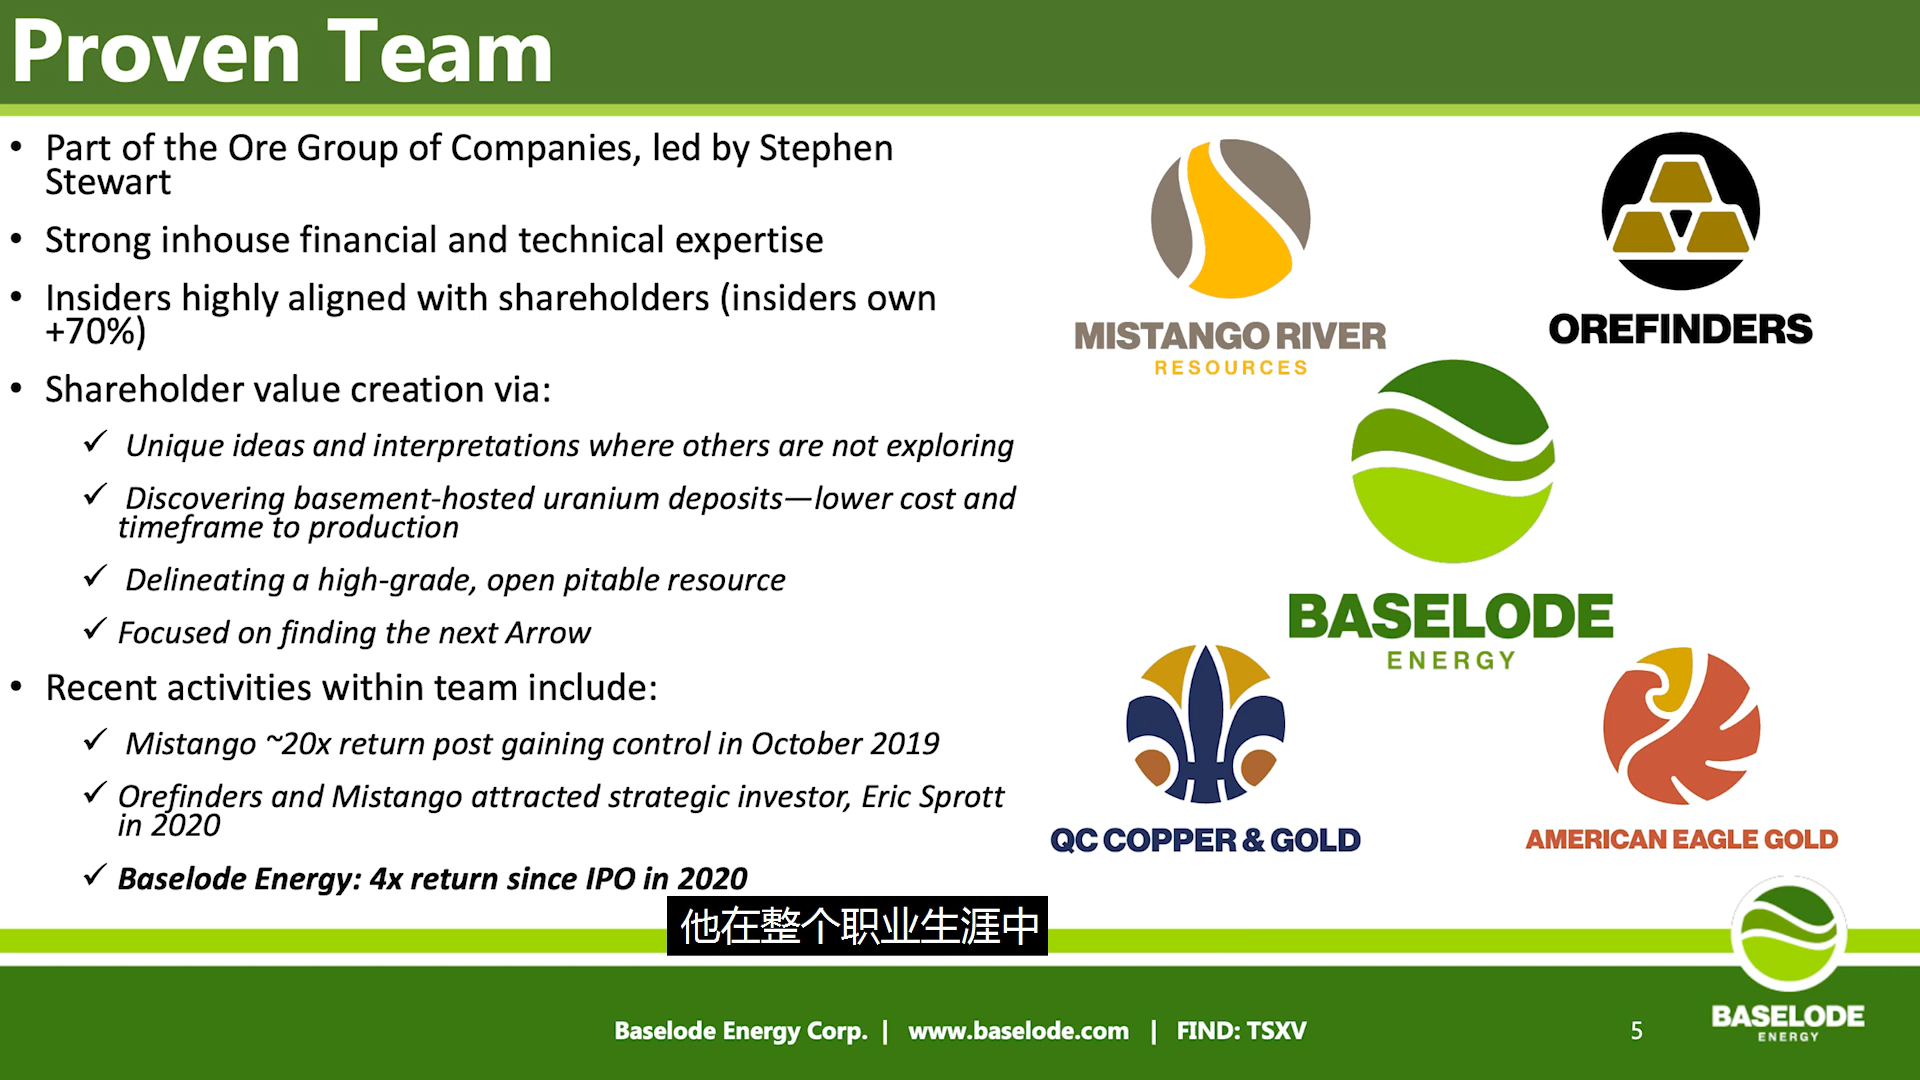 Proven Team
• Part of the Ore Group of Companies, led by Stephen
Stewart
• Strong inhouse financial and technical expertise
• Insiders highly aligned with shareholders (insiders own
+70%)
• Shareholder value creation via:
✓ Unique ideas and interpretations where others are not exploring
✓ Discovering basement-hosted uranium deposits—lower cost and
timeframe to production
✓ Delineating a high-grade, open pitable resource
✓ Focused on finding the next Arrow
• Recent activities within team include:
✓ Mistango ~20x return post gaining control in October 2019
✓ Orefinders and Mistango attracted strategic investor, Eric Sprott
in 2020
✓ Baselode Energy: 4x return since IPO in 2020
MISTANGO RIVER
RESOURCES
OREFINDERS
BASELODE
ENERGY
QC COPPER & GOLD
AMERICAN EAGLE GOLD
他在整个职业生涯中
Baselode Energy Corp. | www.baselode.com | FIND: TSXV
5
BASELODE
ENERGY